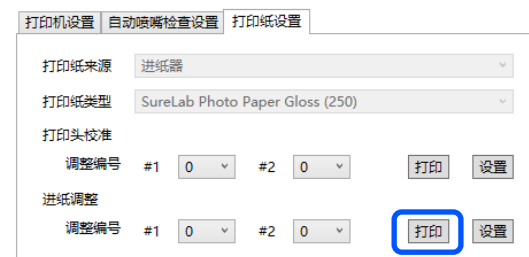 打印机设置 自动喷嘴检查设置 打印纸设置
打印纸来源 进纸器
打印纸类型 SureLab Photo Paper Gloss (250)
打印头校准
调整编号 #1 0 #2 0 打印 设置
进纸调整
调整编号 #1 0 #2 0 打印 设置